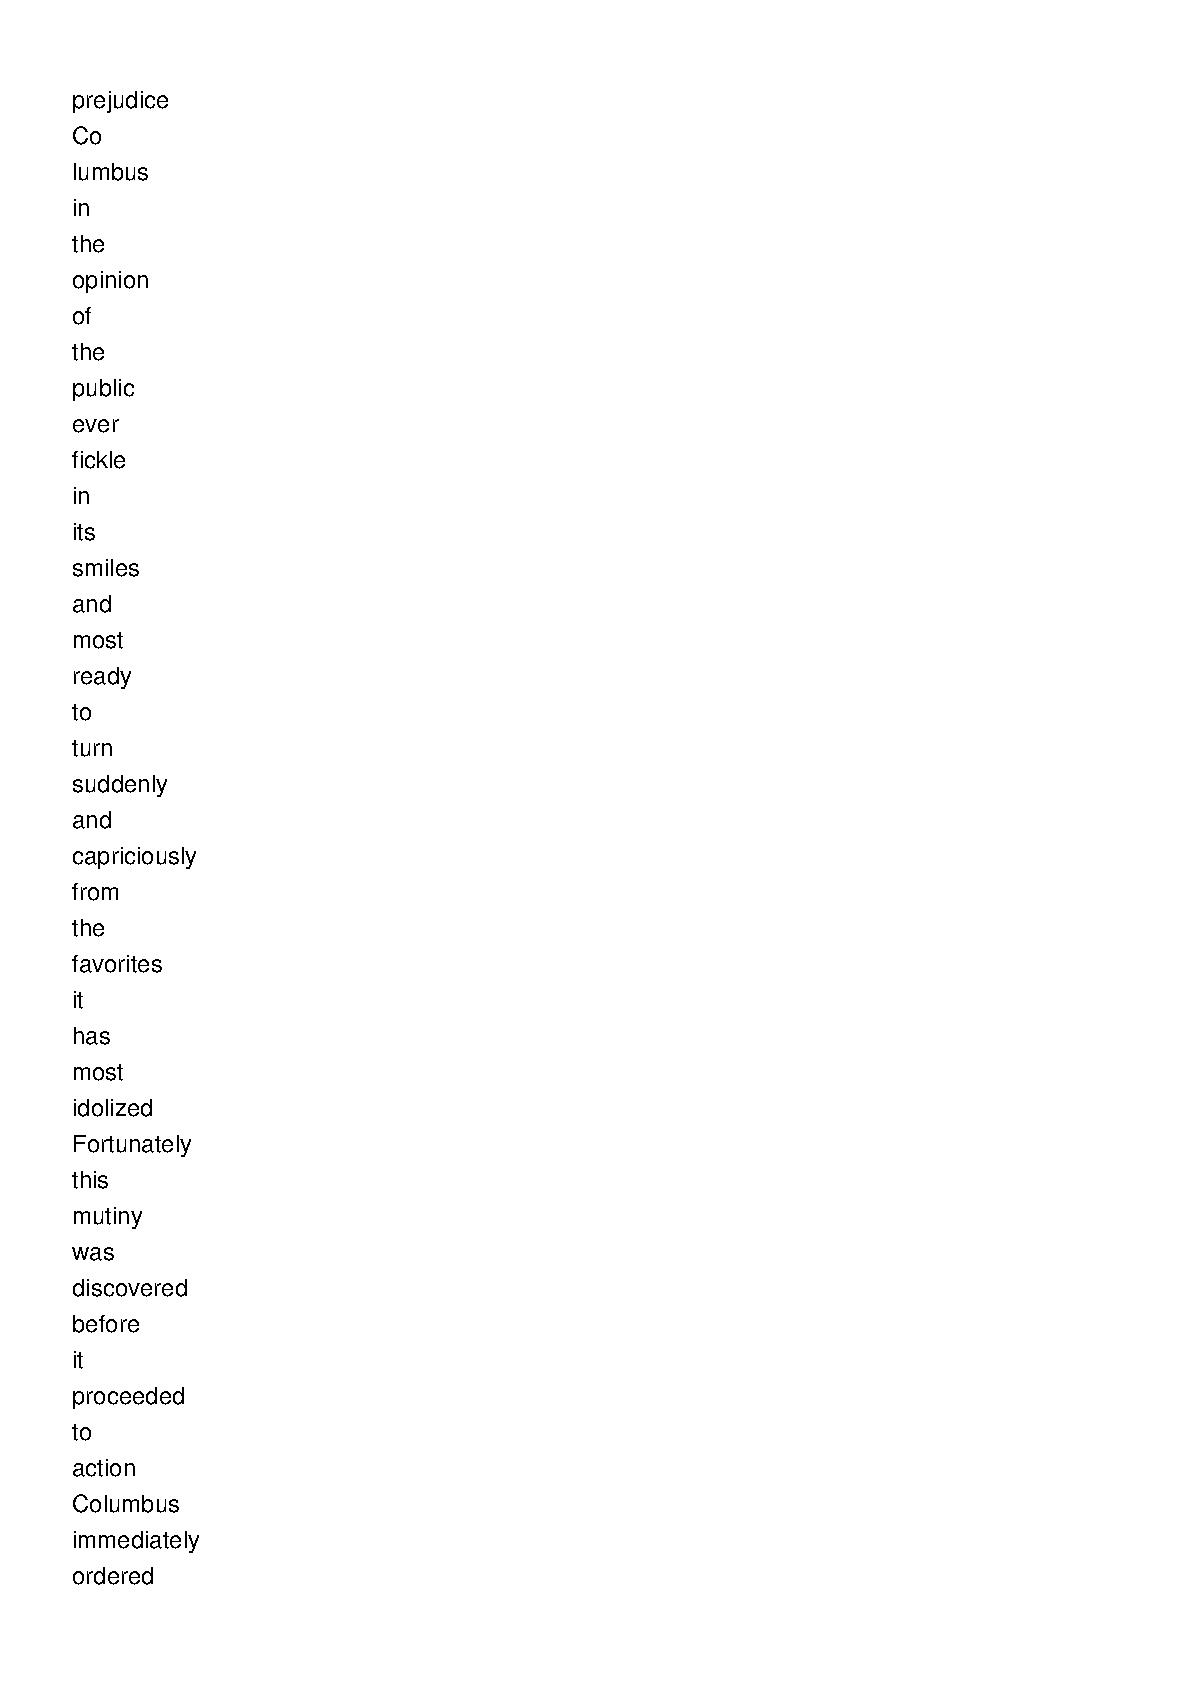 prejudice
Co
lumbus
in
the
opinion
of
the
public
ever
fickle
in
its
smiles
and
most
ready
to
turn
suddenly
and
capriciously
from
the
favorites
it
has
most
idolized
Fortunately
this
mutiny
was
discovered
before
it
proceeded
to
action
Columbus
immediately
ordered